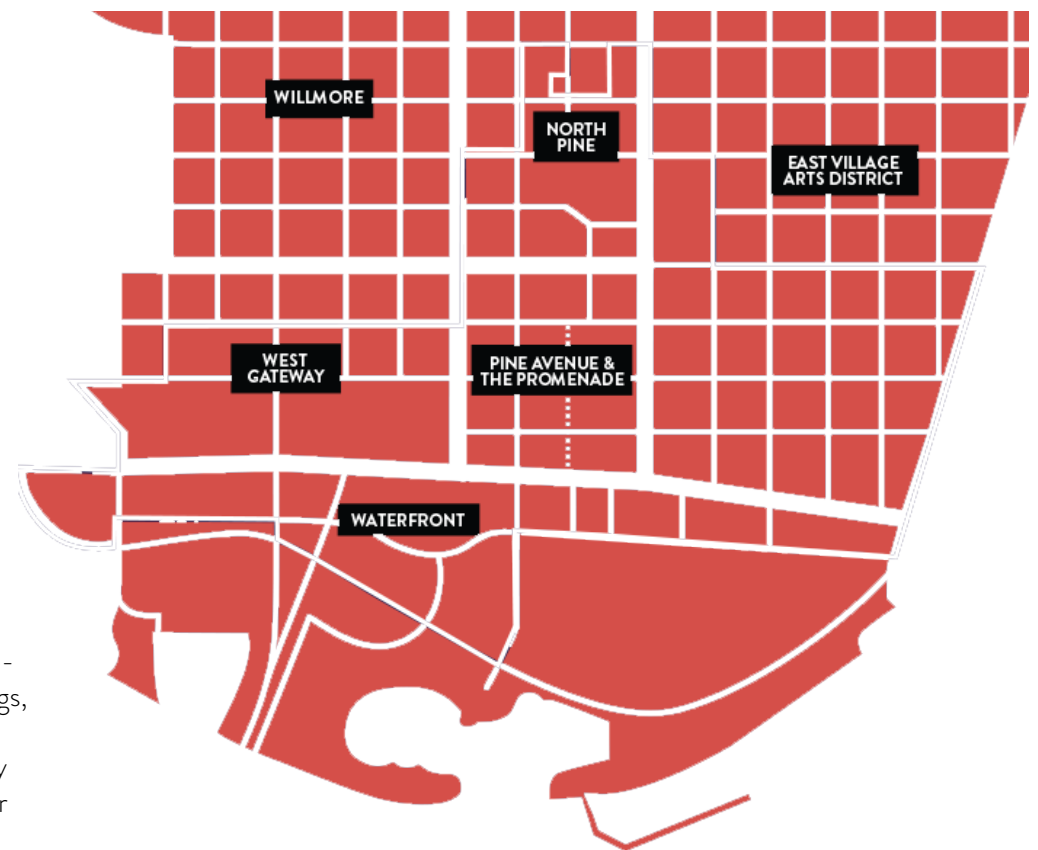 WILLMORE
NORTH
PINE
EAST VILLAGE
ARTS DISTRICT
WEST
GATEWAY
PINE AVENUE &
THE PROMENADE
WATERFRONT
-
gs,
y
r